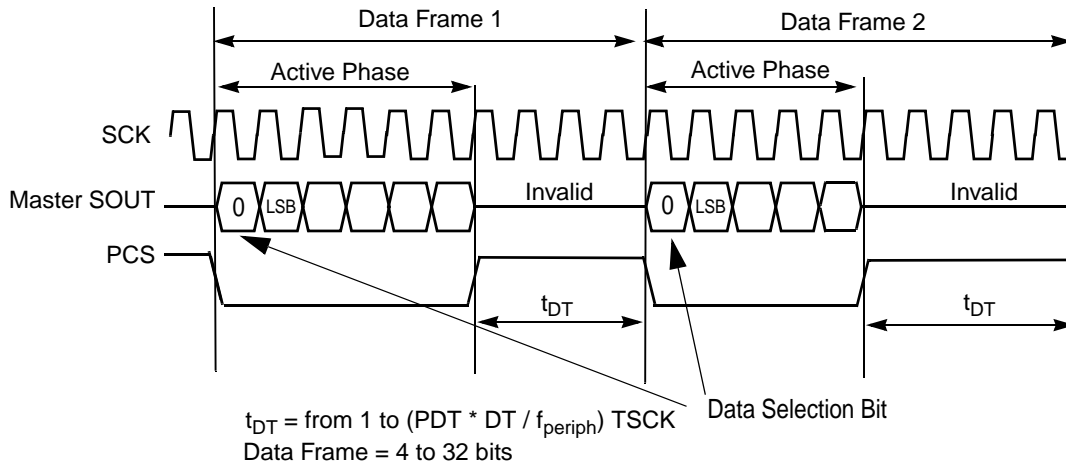 Data Frame 1
Data Frame 2
Active Phase
Active Phase
SCK
Master SOUT
0
LSB
Invalid
0
LSB
Invalid
PCS
tDT
tDT
tDT = from 1 to (PDT * DT / fperiph) TSCK
Data Selection Bit
Data Frame = 4 to 32 bits